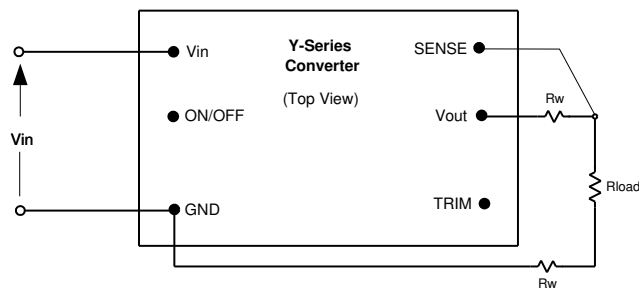 Y-Series
Converter
(Top View)
Vin
SENSE
ON/OFF
Vout
Rw
Vin
Rload
GND
TRIM
Rw